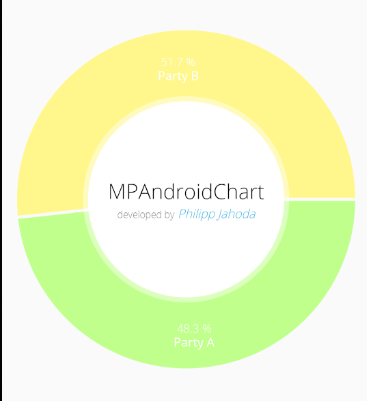 51.7 %
Party B
MPAndroidChart
developed by Philipp Jahoda
48.3 %
Party A